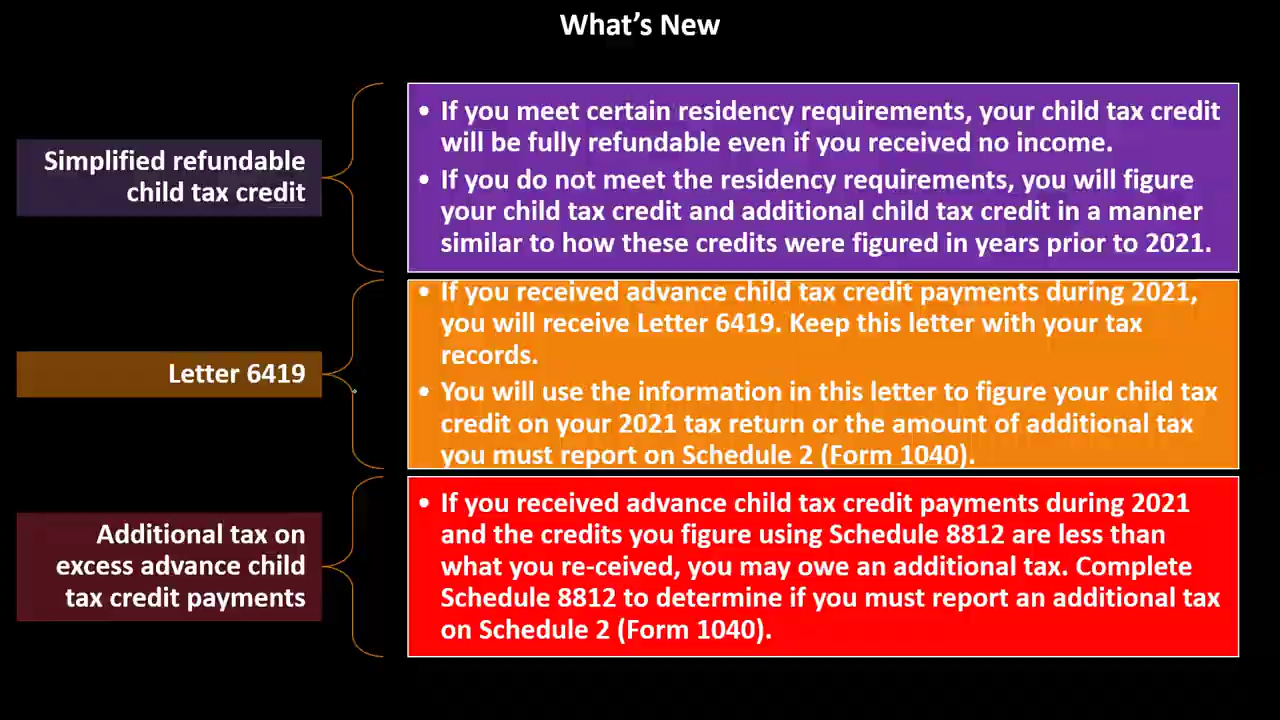 What's New
Simplified refundable
child tax credit
• If you meet certain residency requirements, your child tax credit
will be fully refundable even if you received no income.
• If you do not meet the residency requirements, you will figure
your child tax credit and additional child tax credit in a manner
similar to how these credits were figured in years prior to 2021.
Letter 6419
• If you received advance child tax credit payments during 2021,
you will receive Letter 6419. Keep this letter with your tax
records.
• You will use the information in this letter to figure your child tax
credit on your 2021 tax return or the amount of additional tax
you must report on Schedule 2 (Form 1040).
Additional tax on
excess advance child
tax credit payments
• If you received advance child tax credit payments during 2021
and the credits you figure using Schedule 8812 are less than
what you re-ceived, you may owe an additional tax. Complete
Schedule 8812 to determine if you must report an additional tax
on Schedule 2 (Form 1040).